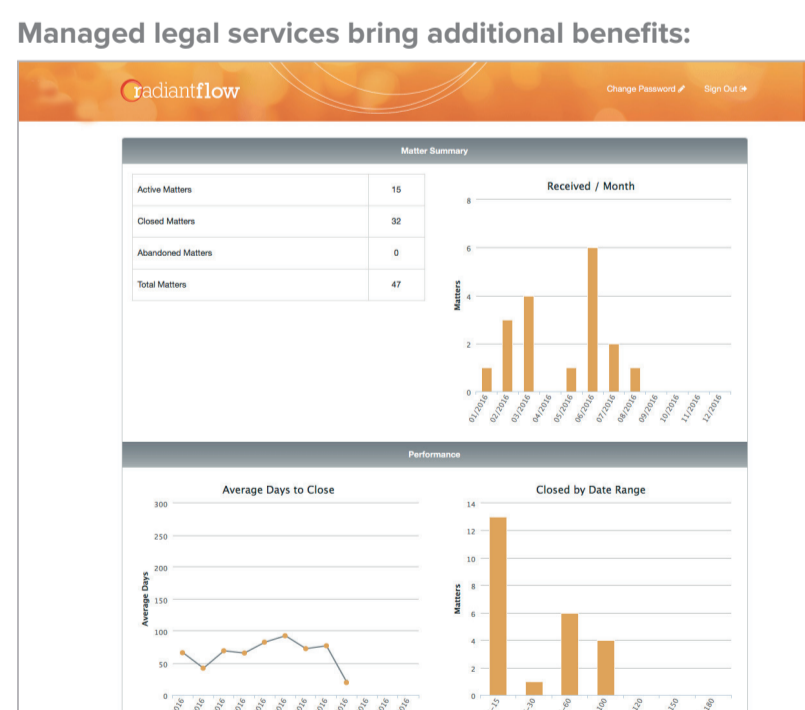 Managed legal services bring additional benefits:
radiantflow
Change Password
Sign Out
Matter Summary
Active Matters 15
Closed Matters 32
Abandoned Matters 0
Total Matters 47
Received / Month
8
6
4
2
0
Matters
01/2016
02/2016
03/2016
04/2016
05/2016
06/2016
07/2016
08/2016
09/2016
10/2016
11/2016
12/2016
Performance
Average Days to Close
300
250
200
150
100
50
0
Average Days
Closed by Date Range
14
12
10
8
6
4
2
0
Matters